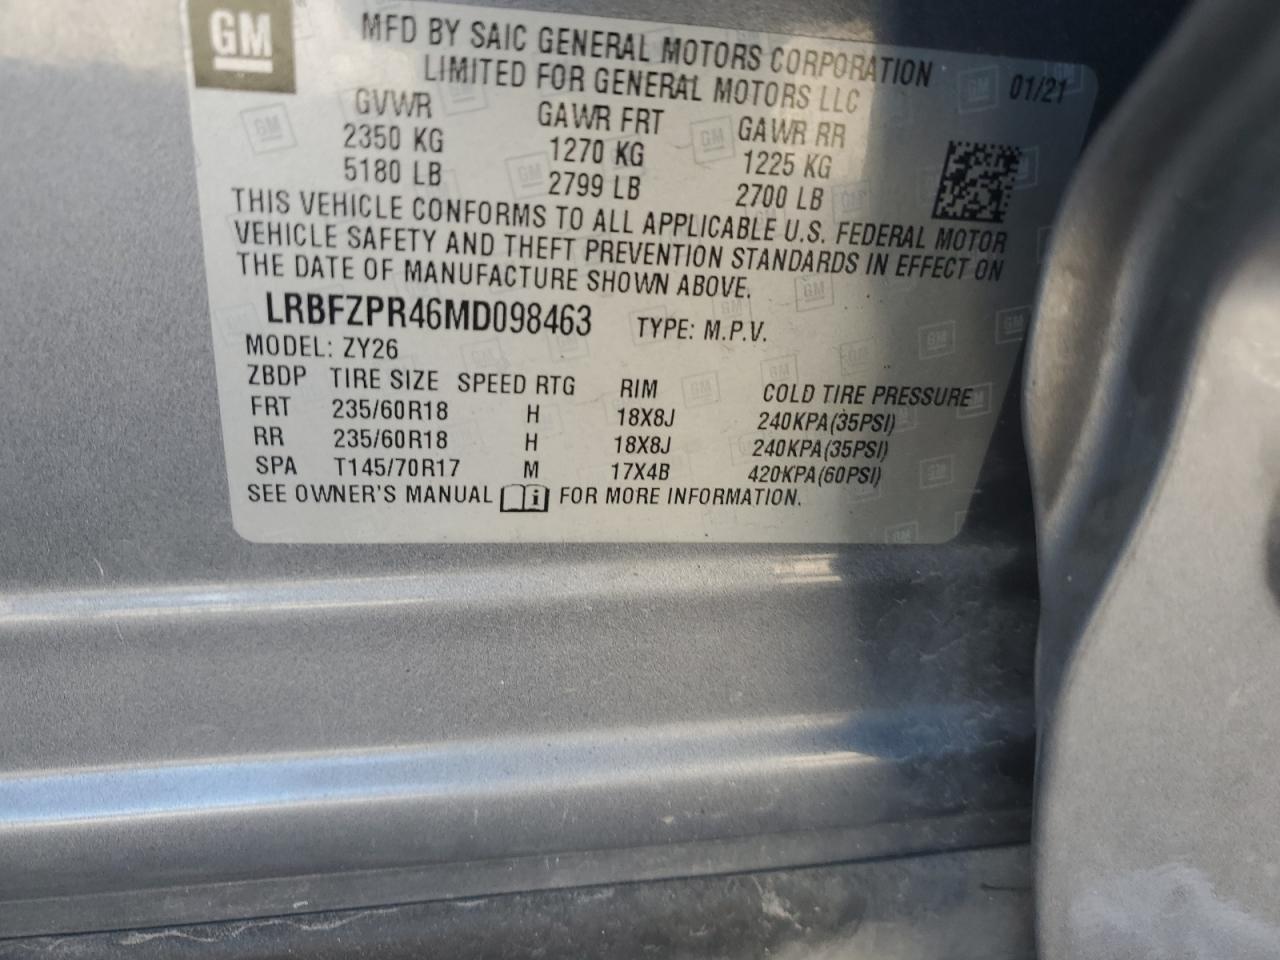 GM
MFD BY SAIC GENERAL MOTORS CORPORATION
LIMITED FOR GENERAL MOTORS LLC 01/21
GVWR GAWR FRT GAWR RR
2350 KG 1270 KG 1225 KG
5180 LB 2799 LB 2700 LB
THIS VEHICLE CONFORMS TO ALL APPLICABLE U.S. FEDERAL MOTOR
VEHICLE SAFETY AND THEFT PREVENTION STANDARDS IN EFFECT ON
THE DATE OF MANUFACTURE SHOWN ABOVE.
LRBFZPR46MD098463 TYPE: M.P.V.
MODEL: ZY26
ZBDP TIRE SIZE SPEED RTG RIM COLD TIRE PRESSURE
FRT 235/60R18 H 18X8J 240KPA(35PSI)
RR 235/60R18 H 18X8J 240KPA(35PSI)
SPA T145/70R17 M 17X4B 420KPA(60PSI)
SEE OWNER'S MANUAL i FOR MORE INFORMATION.